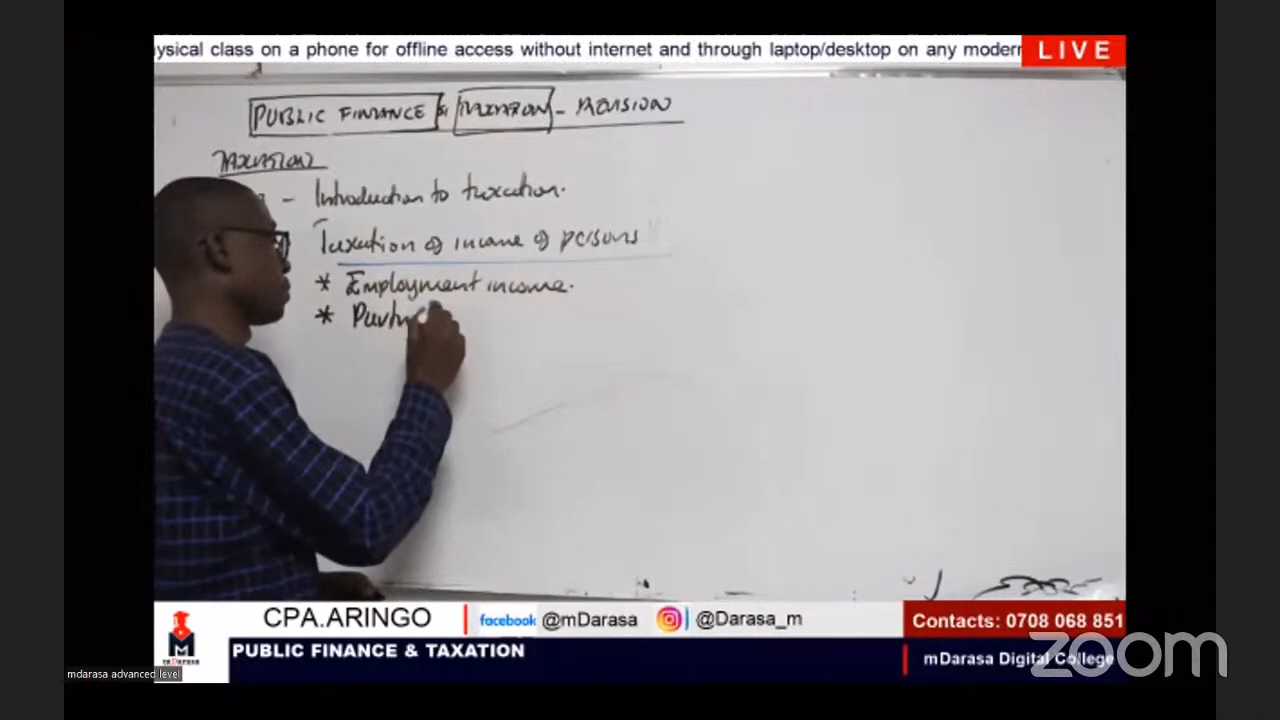 ysical class on a phone for offline access without internet and through laptop/desktop on any modern
LIVE
PUBLIC FINANCE & TAXATION - REVISION
TAXATION
- Introduction to taxation.
Taxation of income of persons
* Employment income.
* Partn
CPA.ARINGO
facebook @mDarasa
@Darasa_m
Contacts: 0708 068 851
mDarasa
PUBLIC FINANCE & TAXATION
mDarasa Digital College
zoom
mdarasa advanced level